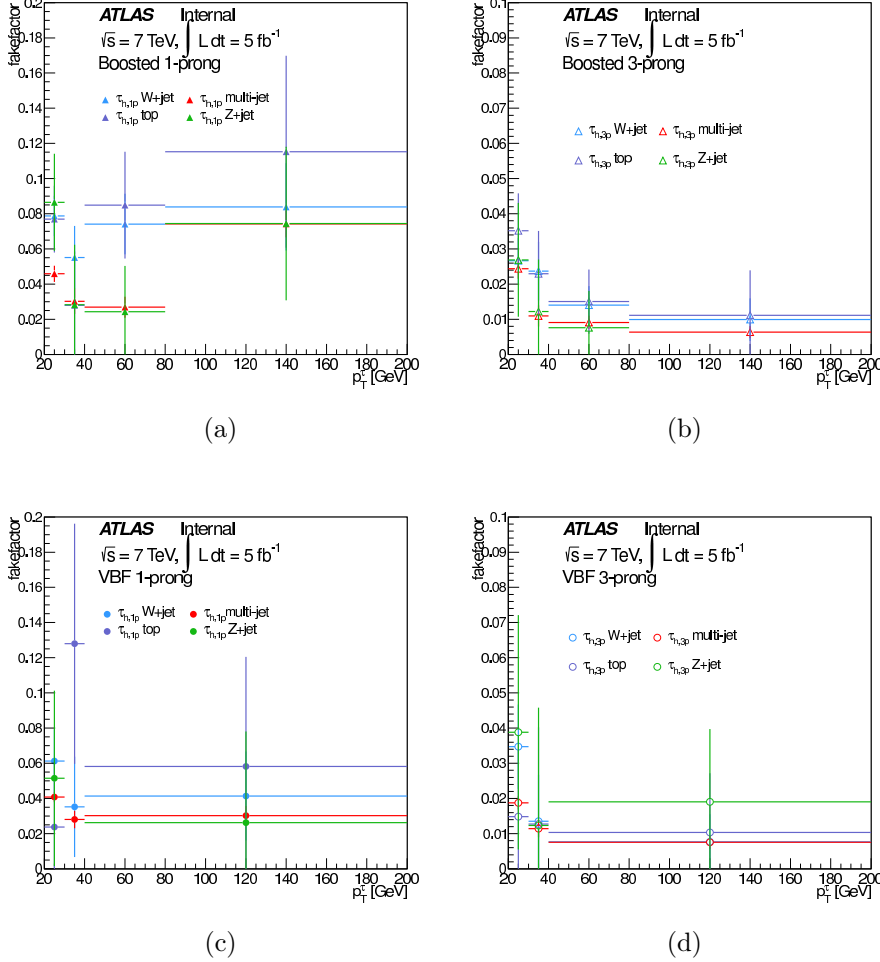 fakefactor
0.2
0.18
0.16
0.14
0.12
0.1
0.08
0.06
0.04
0.02
0
ATLAS Internal
√s = 7 TeV, ∫ L dt = 5 fb⁻¹
Boosted 1-prong
τh,1p W+jet
τh,1p multi-jet
τh,1p top
τh,1p Z+jet
20 40 60 80 100 120 140 160 180 200
pTτ [GeV]
(a)
fakefactor
0.1
0.09
0.08
0.07
0.06
0.05
0.04
0.03
0.02
0.01
0
ATLAS Internal
√s = 7 TeV, ∫ L dt = 5 fb⁻¹
Boosted 3-prong
τh,3p W+jet
τh,3p multi-jet
τh,3p top
τh,3p Z+jet
20 40 60 80 100 120 140 160 180 200
pTτ [GeV]
(b)
fakefactor
0.2
0.18
0.16
0.14
0.12
0.1
0.08
0.06
0.04
0.02
0
ATLAS Internal
√s = 7 TeV, ∫ L dt = 5 fb⁻¹
VBF 1-prong
τh,1p W+jet
τh,1p multi-jet
τh,1p top
τh,1p Z+jet
20 40 60 80 100 120 140 160 180 200
pTτ [GeV]
(c)
fakefactor
0.1
0.09
0.08
0.07
0.06
0.05
0.04
0.03
0.02
0.01
0
ATLAS Internal
√s = 7 TeV, ∫ L dt = 5 fb⁻¹
VBF 3-prong
τh,3p W+jet
τh,3p multi-jet
τh,3p top
τh,3p Z+jet
20 40 60 80 100 120 140 160 180 200
pTτ [GeV]
(d)